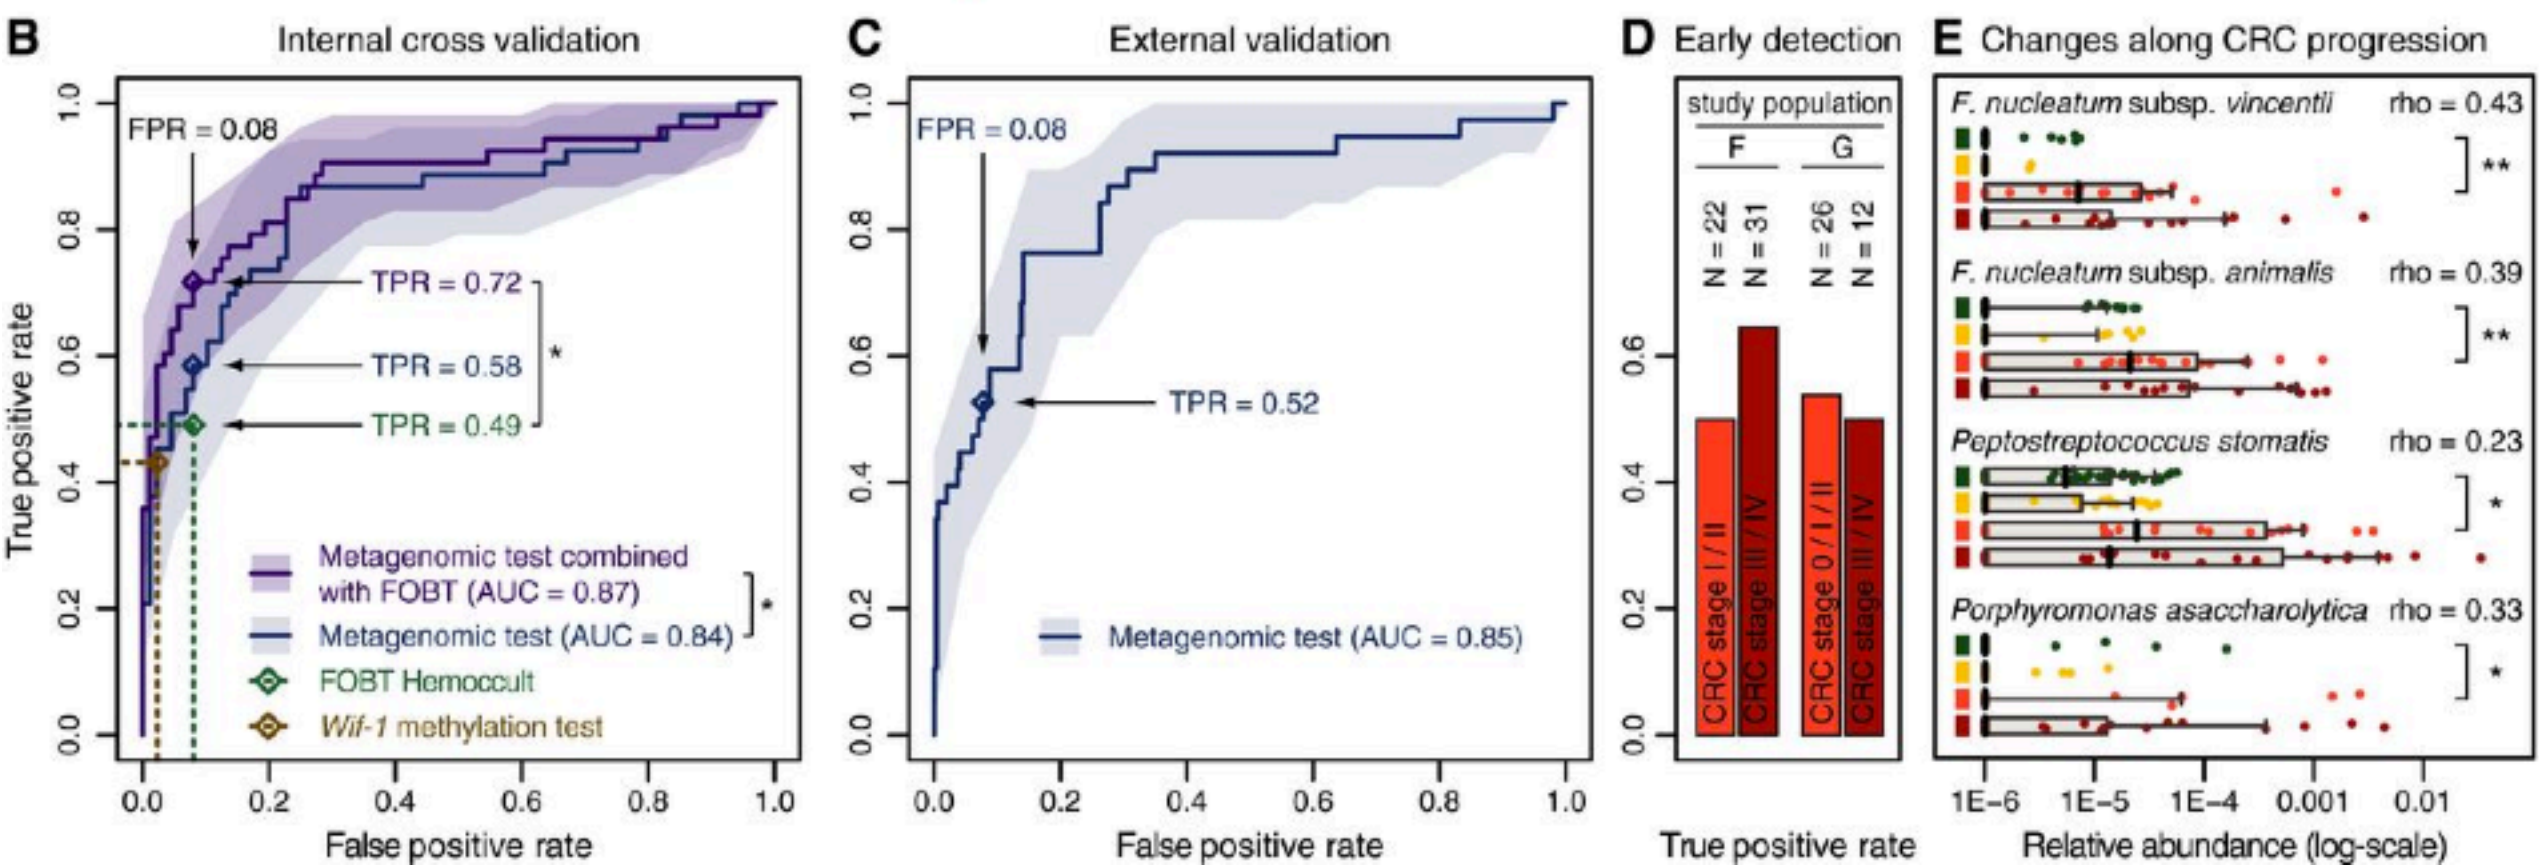 B Internal cross validation
FPR = 0.08
TPR = 0.72
TPR = 0.58
TPR = 0.49
*
Metagenomic test combined
with FOBT (AUC = 0.87)
Metagenomic test (AUC = 0.84)
*
FOBT Hemoccult
Wif-1 methylation test
True positive rate
0.0 0.2 0.4 0.6 0.8 1.0
0.0 0.2 0.4 0.6 0.8 1.0
False positive rate
C External validation
FPR = 0.08
TPR = 0.52
Metagenomic test (AUC = 0.85)
0.0 0.2 0.4 0.6 0.8 1.0
0.0 0.2 0.4 0.6 0.8 1.0
False positive rate
D Early detection
study population
F G
N = 22
N = 31
N = 26
N = 12
CRC stage I / II
CRC stage III / IV
CRC stage 0 / I / II
CRC stage III / IV
0.0 0.2 0.4 0.6
True positive rate
E Changes along CRC progression
F. nucleatum subsp. vincentii rho = 0.43
**
F. nucleatum subsp. animalis rho = 0.39
**
Peptostreptococcus stomatis rho = 0.23
*
Porphyromonas asaccharolytica rho = 0.33
*
1E−6 1E−5 1E−4 0.001 0.01
Relative abundance (log-scale)